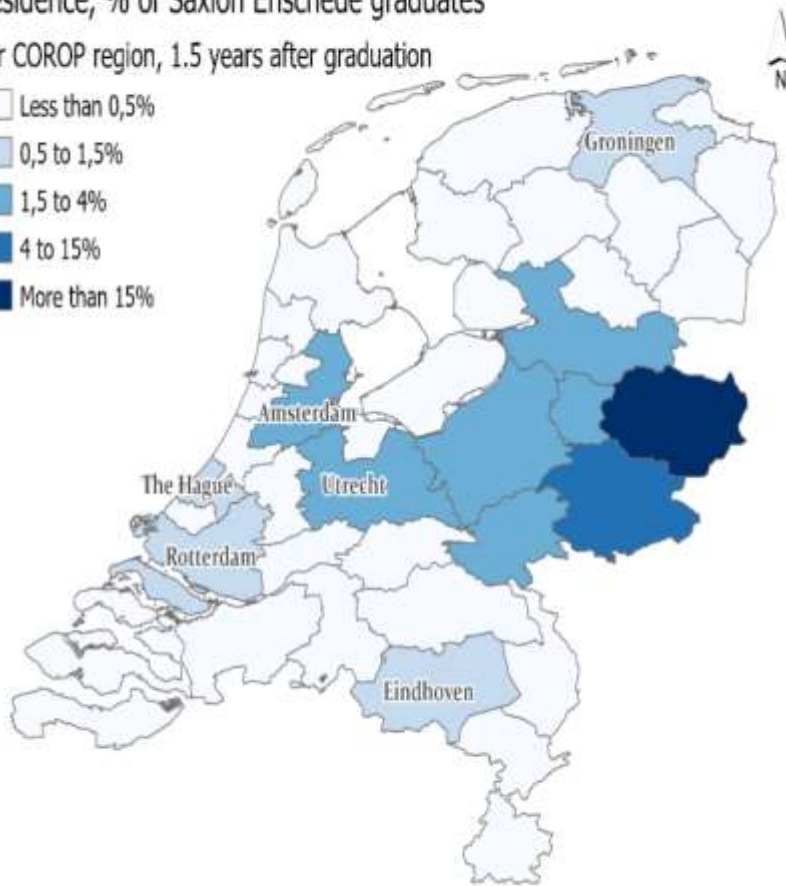 esidence, % of Saxion Enschede graduates
r COROP region, 1.5 years after graduation
Less than 0,5%
0,5 to 1,5%
1,5 to 4%
4 to 15%
More than 15%
N
Groningen
Amsterdam
The Hague
Utrecht
Rotterdam
Eindhoven